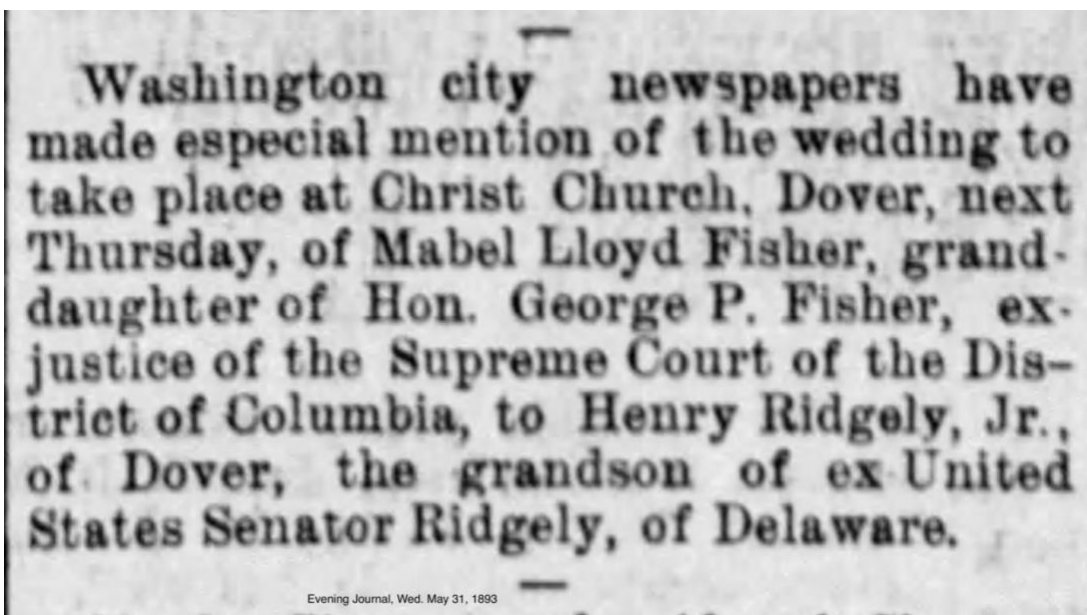 Washington city newspapers have
made especial mention of the wedding to
take place at Christ Church, Dover, next
Thursday, of Mabel Lloyd Fisher, grand-
daughter of Hon. George P. Fisher, ex-
justice of the Supreme Court of the Dis-
trict of Columbia, to Henry Ridgely, Jr.,
of Dover, the grandson of ex-United
States Senator Ridgely, of Delaware.
Evening Journal, Wed. May 31, 1893